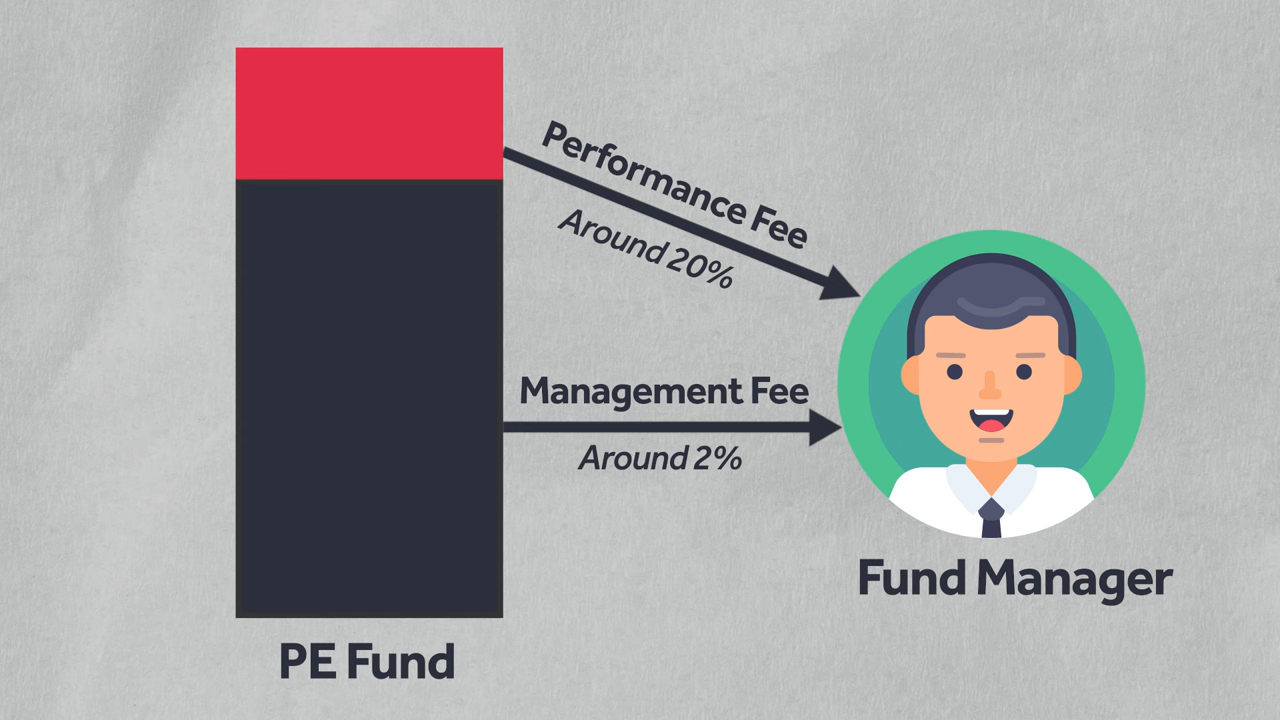 Performance Fee
Around 20%
Management Fee
Around 2%
Fund Manager
PE Fund